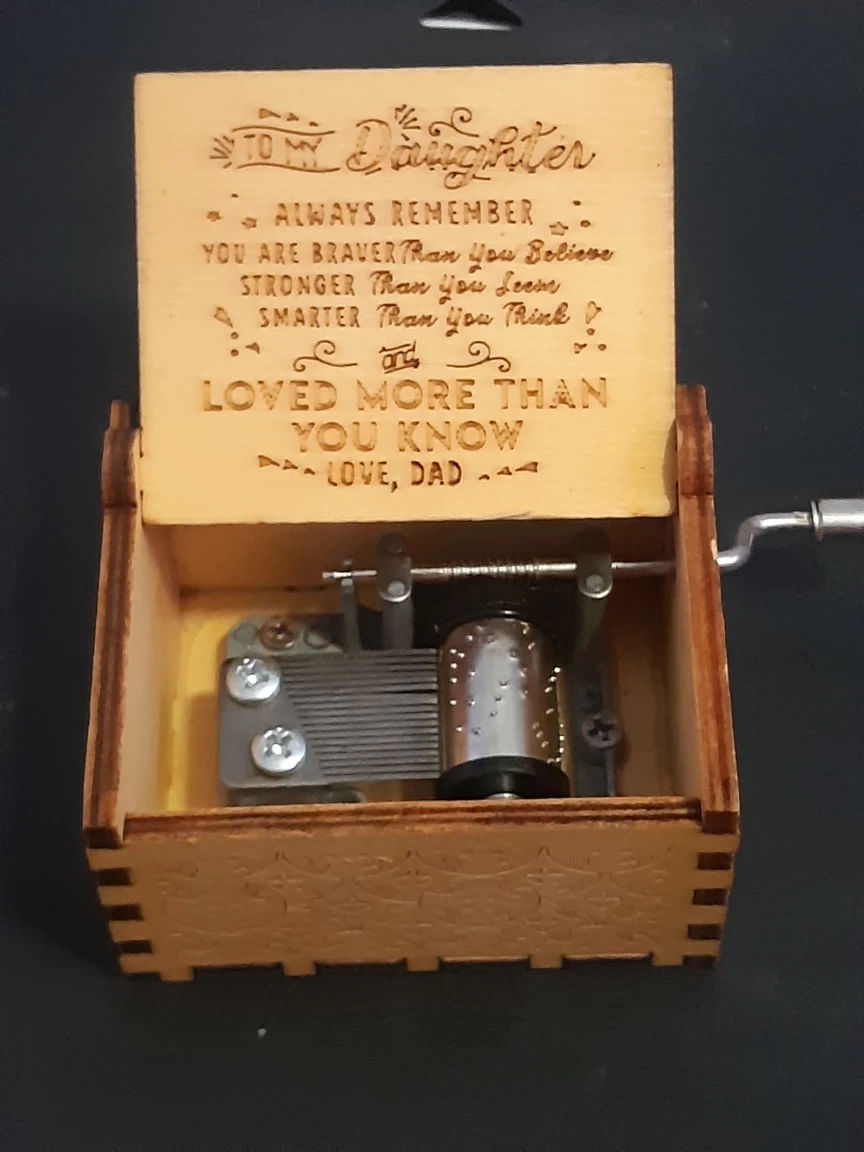 TO MY Daughter
ALWAYS REMEMBER
YOU ARE BRAVER Than You Believe
STRONGER Than You Seem
SMARTER Than You Think
and
LOVED MORE THAN
YOU KNOW
LOVE, DAD